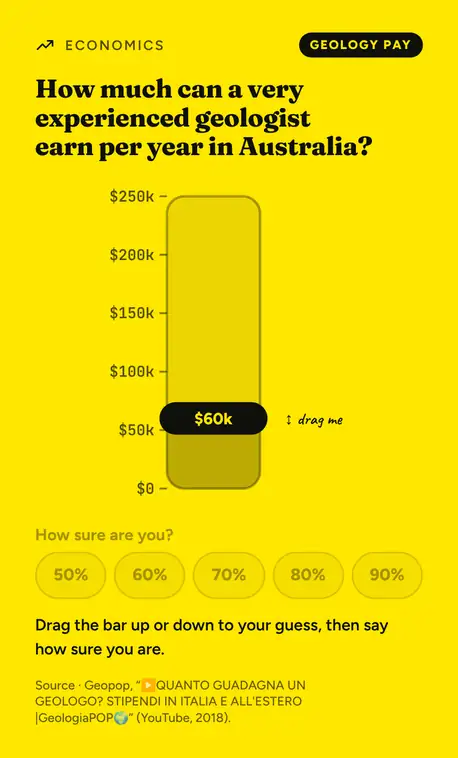 ECONOMICS
GEOLOGY PAY
How much can a very
experienced geologist
earn per year in Australia?
$250k
$200k
$150k
$100k
$60k
↕ drag me
$50k
$0
How sure are you?
50% 60% 70% 80% 90%
Drag the bar up or down to your guess, then say
how sure you are.
Source · Geopop, “▶️QUANTO GUADAGNA UN
GEOLOGO? STIPENDI IN ITALIA E ALL'ESTERO
|GeologiaPOP🌍” (YouTube, 2018).